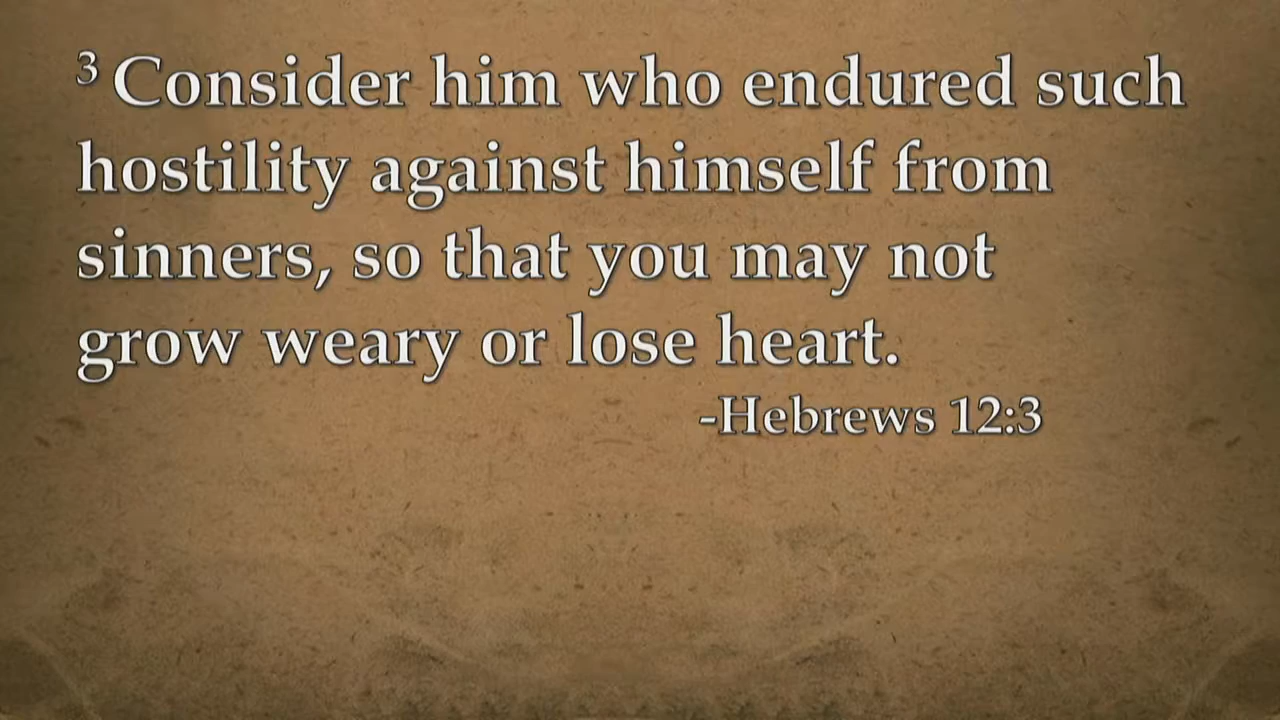 ³ Consider him who endured such
hostility against himself from
sinners, so that you may not
grow weary or lose heart.
-Hebrews 12:3